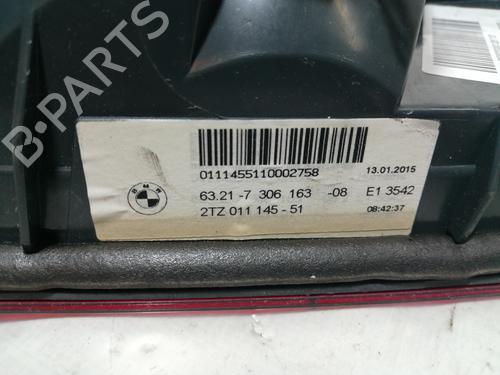 B-PARTS
0111455110002758
13.01.2015
BMW
63.21-7 306 163 -08 E1 3542
2TZ 011 145-51 08:42:37